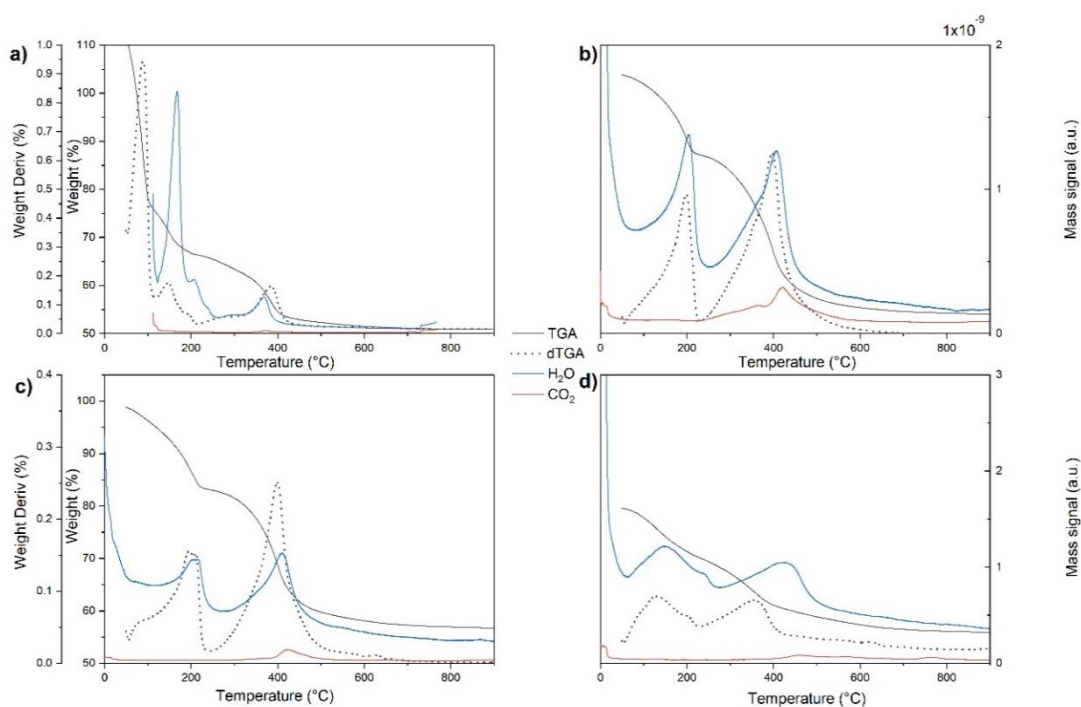 1x10⁻⁹
a)
1.0 110 2
0.9
100
0.8
0.7
90
0.6
0.5 80 1
0.4
70
0.3
0.2
60
0.1
0.0 50 0
Weight Deriv (%)
Weight (%)
0 200 400 600 800
Temperature (°C)
b)
0 200 400 600 800
Temperature (°C)
Mass signal (a.u.)
TGA
dTGA
H₂O
CO₂
c)
0.4 3
100
0.3 90
2
80
0.2
70
1
0.1
60
0.0 50 0
Weight Deriv (%)
Weight (%)
0 200 400 600 800
Temperature (°C)
d)
0 200 400 600 800
Temperature (°C)
Mass signal (a.u.)